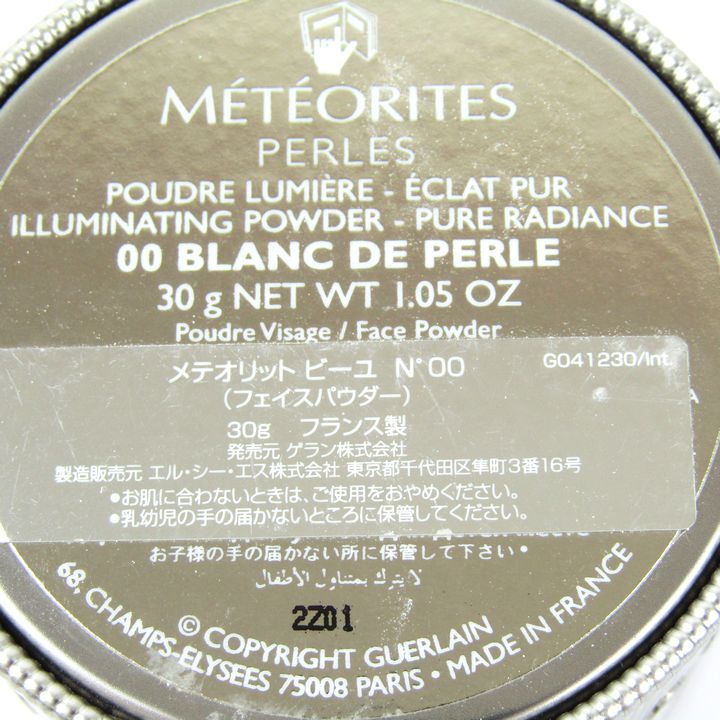 MÉTÉORITES
PERLES
POUDRE LUMIÈRE - ÉCLAT PUR
ILLUMINATING POWDER - PURE RADIANCE
00 BLANC DE PERLE
30 g NET WT 1.05 OZ
Poudre Visage / Face Powder
メテオリット ビーユ N°00
G041230/Int.
(フェイスパウダー)
30g フランス製
発売元 ゲラン株式会社
製造販売元 エル・シー・エス株式会社 東京都千代田区隼町3番16号
●お肌に合わないときは、ご使用をおやめください。
●乳幼児の手の届かないところに保管してください。
お子様の手の届かない所に保管して下さい•
لا يترك بمتناول الأطفال
2Z01
© COPYRIGHT GUERLAIN
68, CHAMPS-ELYSEES 75008 PARIS • MADE IN FRANCE